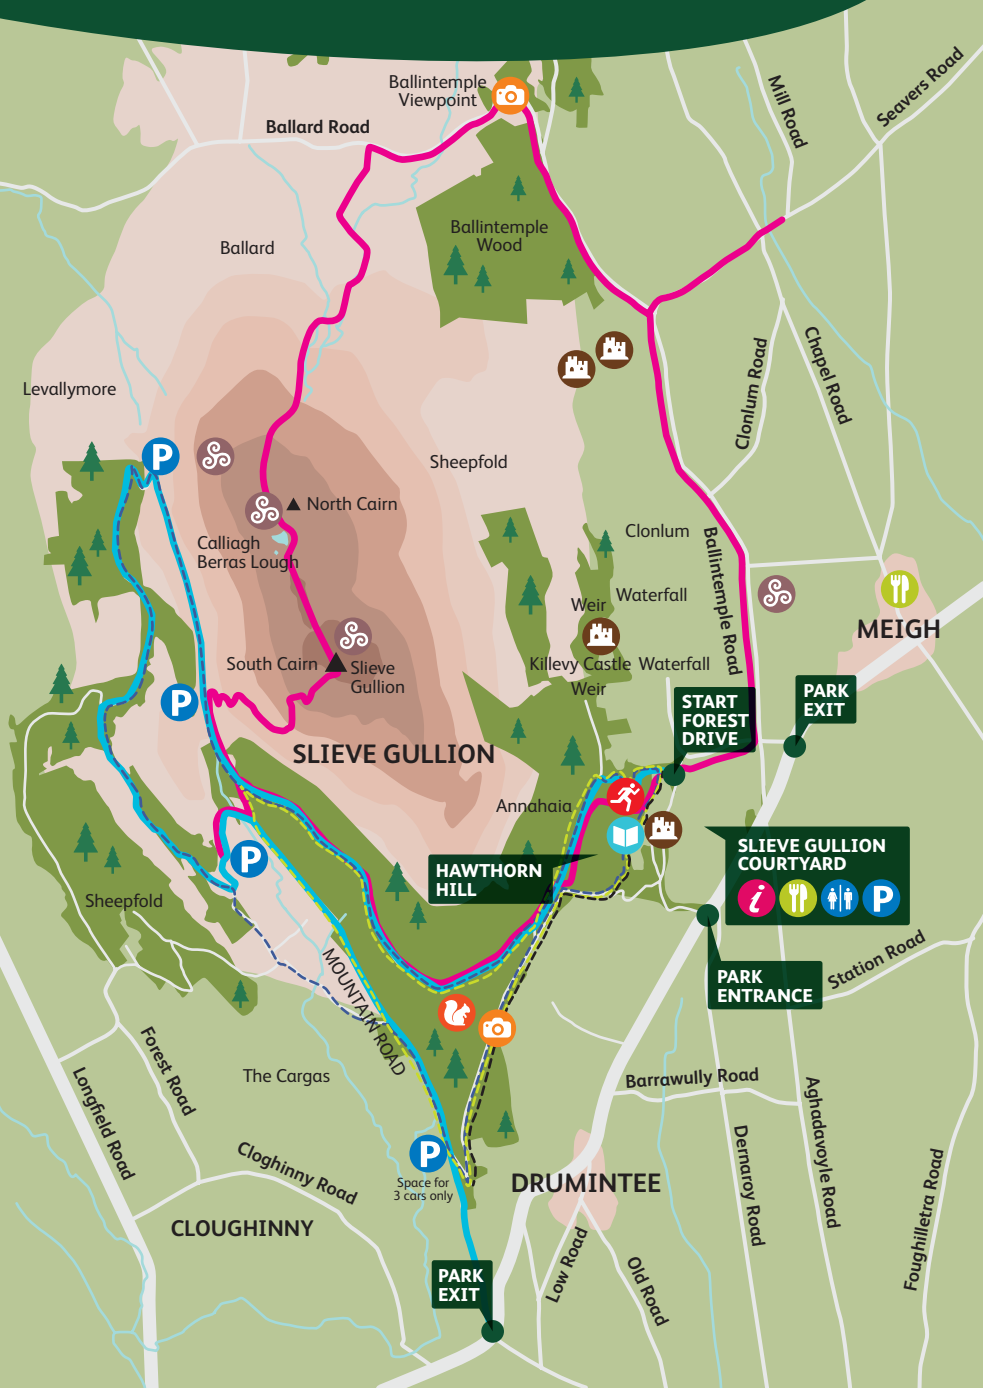 Ballintemple
Viewpoint
Ballard Road
Mill Road
Seavers Road
Ballintemple
Wood
Ballard
Levallymore
Clonlum Road
Chapel Road
Sheepfold
P
North Cairn
Calliagh
Berras Lough
Clonlum
Ballintemple Road
Waterfall
Weir
MEIGH
Killevy Castle
Waterfall
Weir
South Cairn
Slieve
Gullion
P
START
FOREST
DRIVE
PARK
EXIT
SLIEVE GULLION
Annahaia
HAWTHORN
HILL
SLIEVE GULLION
COURTYARD
i
P
P
Sheepfold
MOUNTAIN ROAD
PARK
ENTRANCE
Station Road
Forest Road
Longfield Road
The Cargas
Barrawully Road
Aghadavoyle Road
Dernaroy Road
Foughilletra Road
Cloghinny Road
P
Space for
3 cars only
DRUMINTEE
CLOUGHINNY
Low Road
Old Road
PARK
EXIT